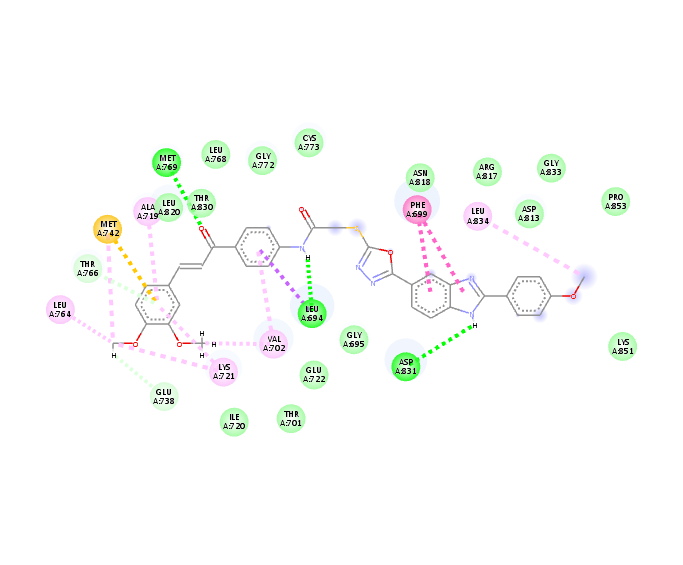 CYS
A:773
LEU
A:768
GLY
A:772
MET
A:769
ASN
A:818
ARG
A:817
GLY
A:833
THR
A:830
PRO
A:853
ALA
A:719
LEU
A:820
PHE
A:699
LEU
A:834
ASP
A:813
MET
A:742
O
O
S
N
H
O
N
N
N
N
H
O
THR
A:766
LEU
A:764
LEU
A:694
GLY
A:695
VAL
A:702
LYS
A:851
O
O
H
H
H
H
LYS
A:721
GLU
A:722
ASP
A:831
GLU
A:738
ILE
A:720
THR
A:701